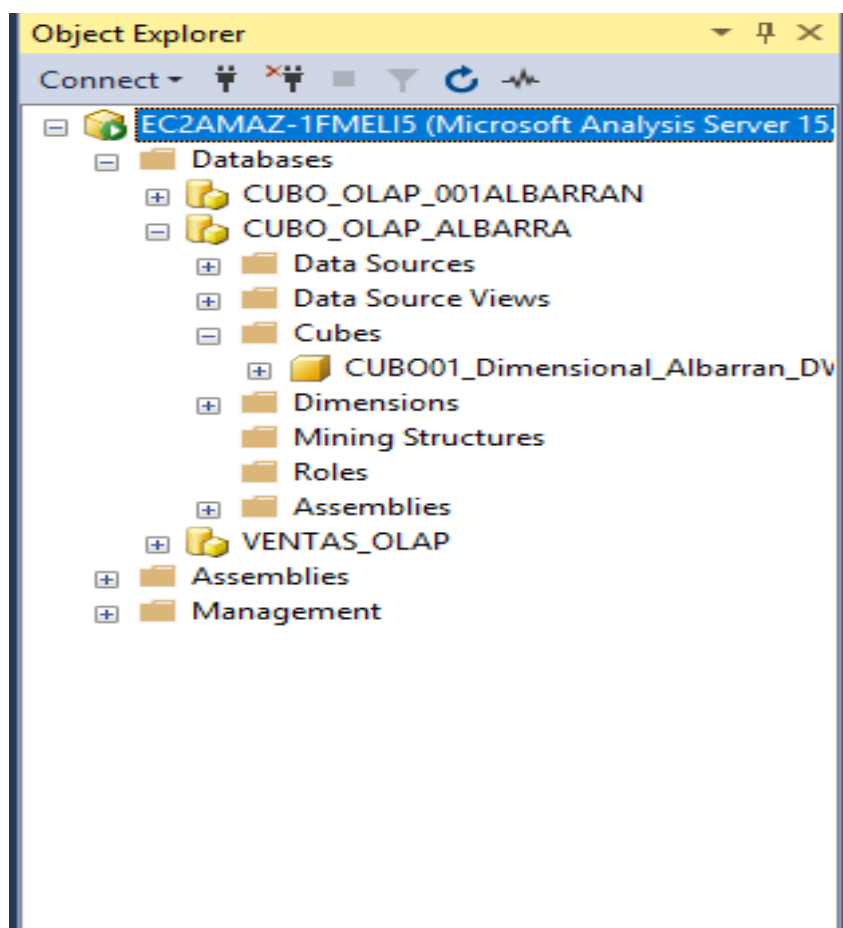 Object Explorer
Connect
EC2AMAZ-1FMELI5 (Microsoft Analysis Server 15.
Databases
CUBO_OLAP_001ALBARRAN
CUBO_OLAP_ALBARRA
Data Sources
Data Source Views
Cubes
CUBO01_Dimensional_Albarran_DV
Dimensions
Mining Structures
Roles
Assemblies
VENTAS_OLAP
Assemblies
Management